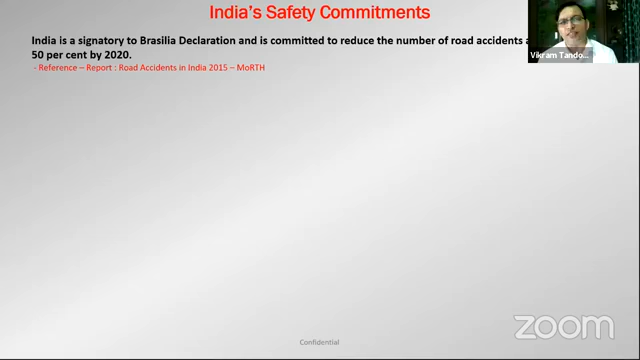 India's Safety Commitments
India is a signatory to Brasilia Declaration and is committed to reduce the number of road accidents
50 per cent by 2020.
- Reference – Report : Road Accidents in India 2015 – MoRTH
Vikram Tando...
Confidential
zoom